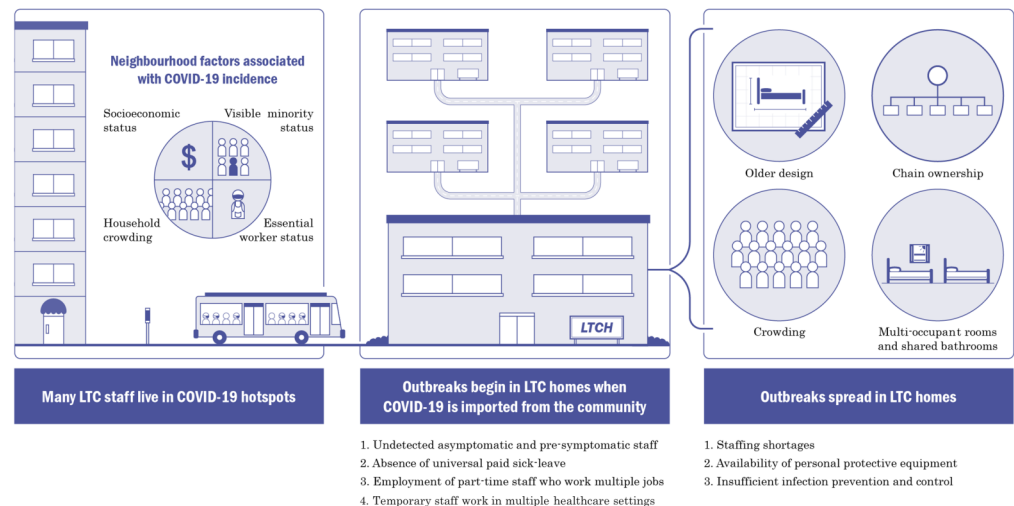 Neighbourhood factors associated
with COVID-19 incidence
Socioeconomic
status
Visible minority
status
$
Household
crowding
Essential
worker status
Many LTC staff live in COVID-19 hotspots
LTCH
Outbreaks begin in LTC homes when
COVID-19 is imported from the community
1. Undetected asymptomatic and pre-symptomatic staff
2. Absence of universal paid sick-leave
3. Employment of part-time staff who work multiple jobs
4. Temporary staff work in multiple healthcare settings
Older design
Chain ownership
Crowding
Multi-occupant rooms
and shared bathrooms
Outbreaks spread in LTC homes
1. Staffing shortages
2. Availability of personal protective equipment
3. Insufficient infection prevention and control